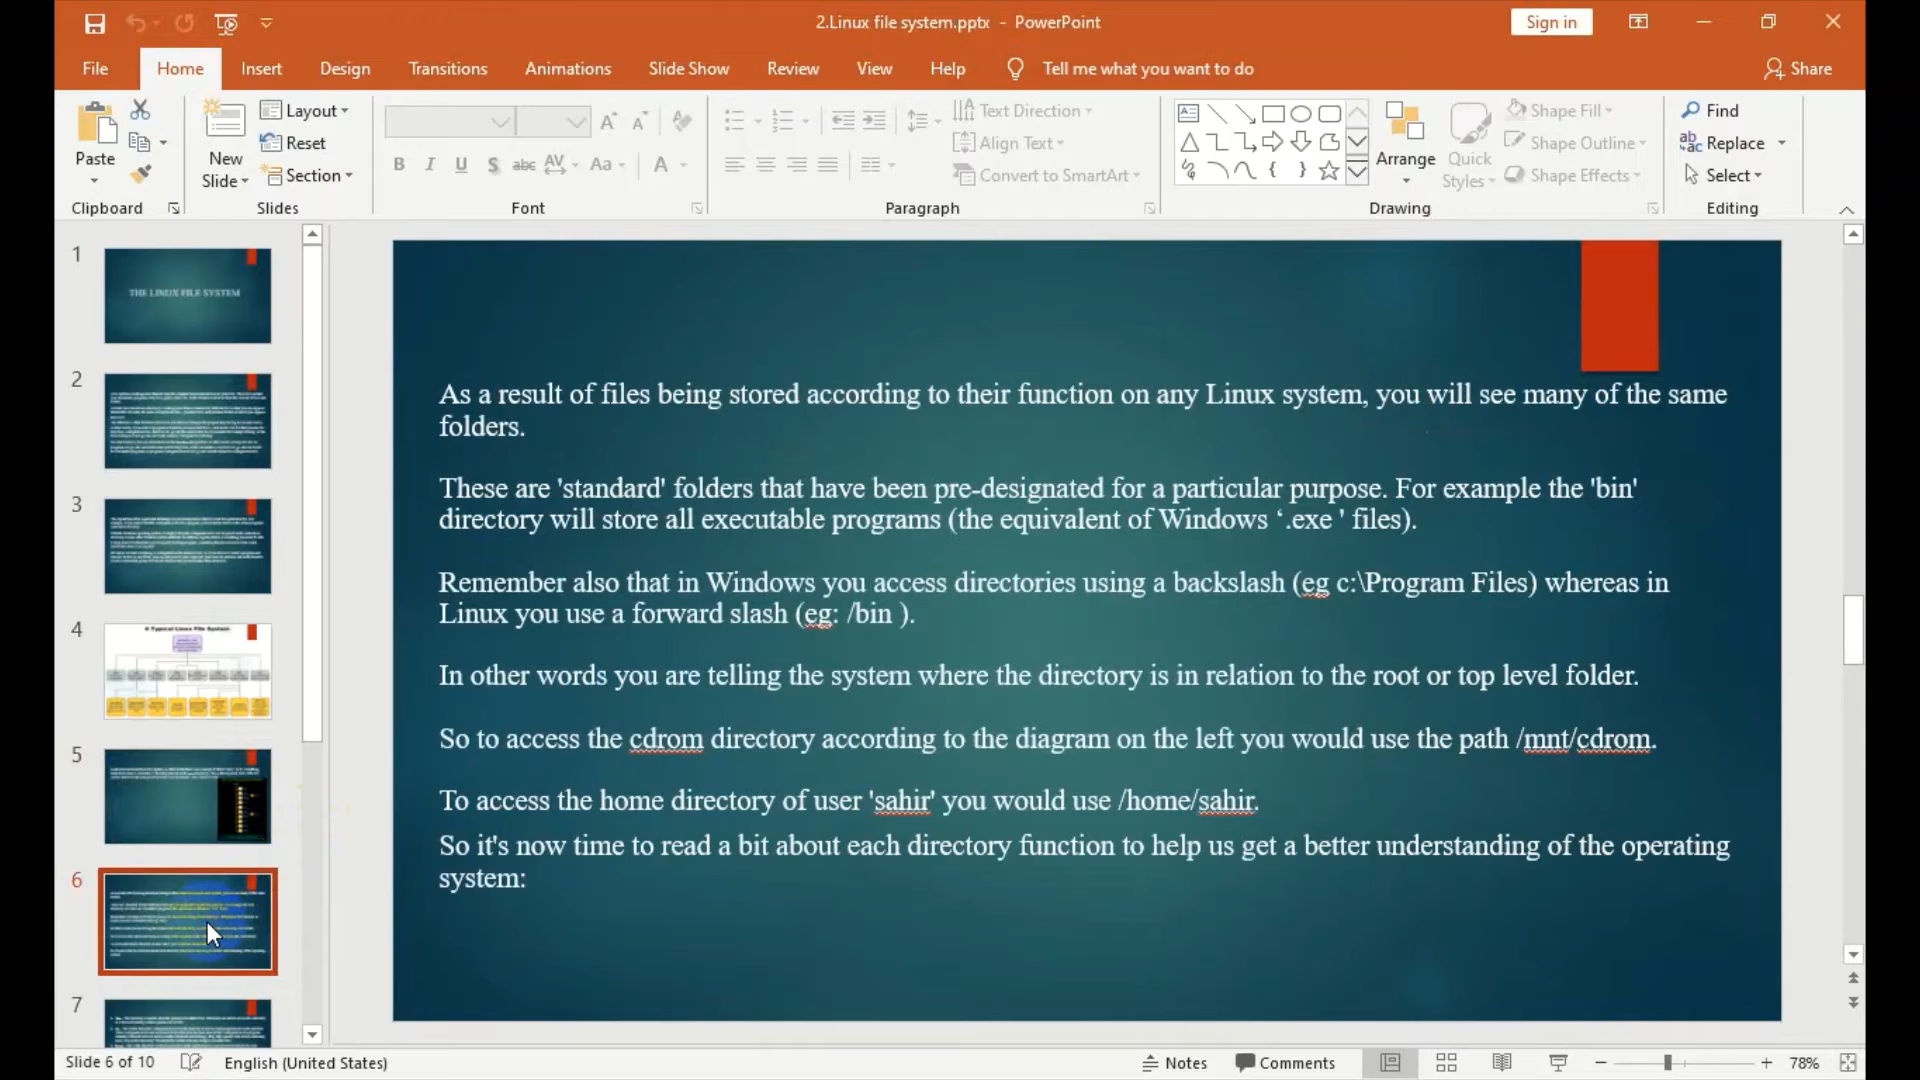 2.Linux file system.pptx - PowerPoint
Sign in
File Home Insert Design Transitions Animations Slide Show Review View Help Tell me what you want to do Share
Paste
New Slide
Layout
Reset
Section
B I U S abc AV Aa A
Text Direction
Align Text
Convert to SmartArt
Arrange
Quick Styles
Shape Fill
Shape Outline
Shape Effects
Find
Replace
Select
Clipboard Slides Font Paragraph Drawing Editing
1
THE LINUX FILE SYSTEM
2
3
4
A Typical Linux File System
5
6
7
As a result of files being stored according to their function on any Linux system, you will see many of the same
folders.
These are 'standard' folders that have been pre-designated for a particular purpose. For example the 'bin'
directory will store all executable programs (the equivalent of Windows ‘.exe ' files).
Remember also that in Windows you access directories using a backslash (eg c:\Program Files) whereas in
Linux you use a forward slash (eg: /bin ).
In other words you are telling the system where the directory is in relation to the root or top level folder.
So to access the cdrom directory according to the diagram on the left you would use the path /mnt/cdrom.
To access the home directory of user 'sahir' you would use /home/sahir.
So it's now time to read a bit about each directory function to help us get a better understanding of the operating
system:
Slide 6 of 10 English (United States) Notes Comments 78%